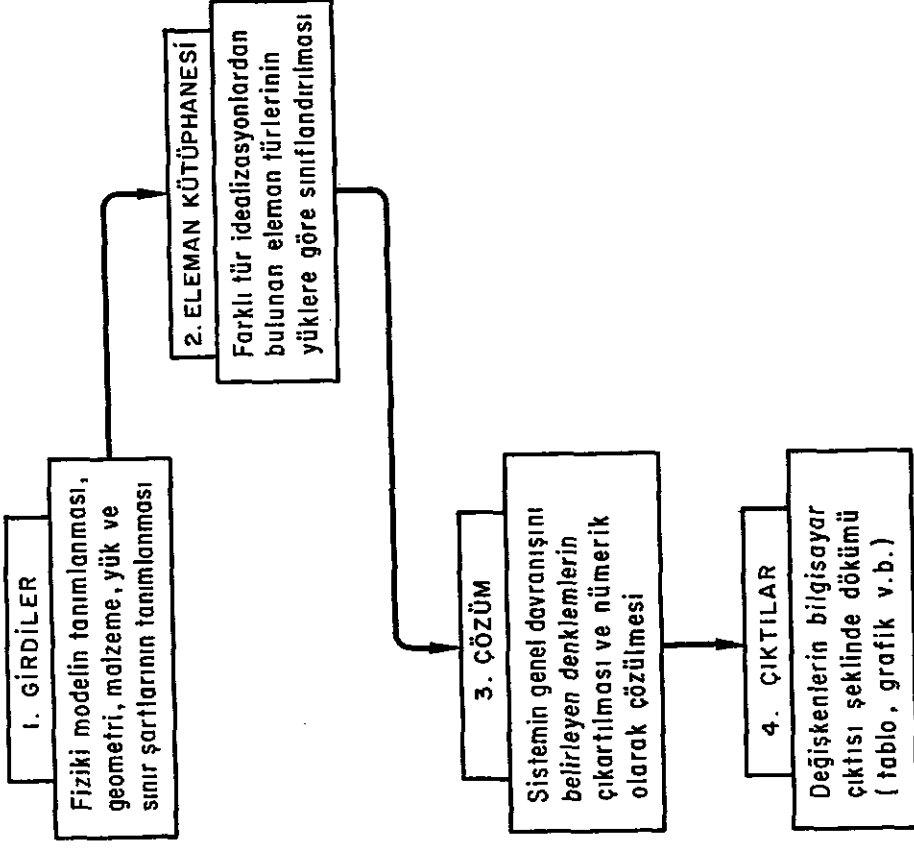 1. GİRDİLER
Fiziki modelin tanımlanması,
geometri, malzeme, yük ve
sınır şartlarının tanımlanması
2. ELEMAN KÜTÜPHANESİ
Farklı tür idealizasyonlardan
bulunan eleman türlerinin
yüklere göre sınıflandırılması
3. ÇÖZÜM
Sistemin genel davranışını
belirleyen denklemlerin
çıkartılması ve nümerik
olarak çözülmesi
4. ÇIKTILAR
Değişkenlerin bilgisayar
çıktısı şeklinde dökümü
( tablo, grafik v.b.)